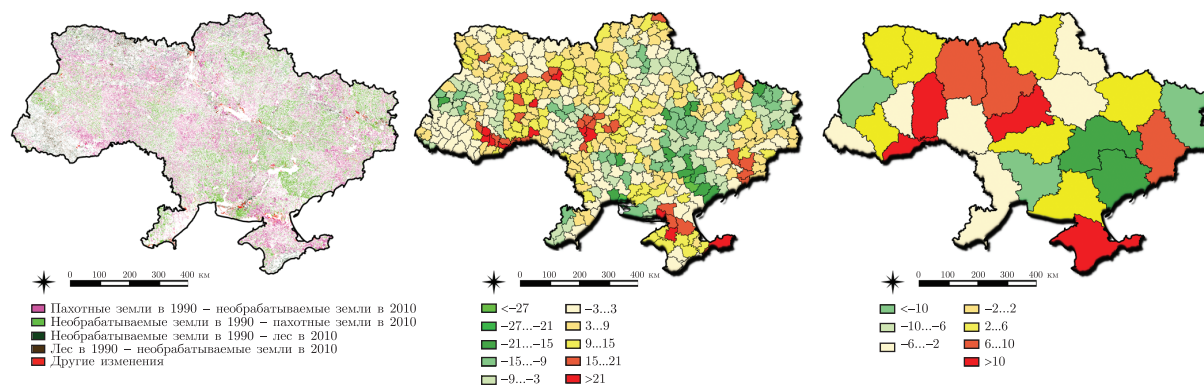 0 100 200 300 400 км
Пахотные земли в 1990 – необрабатываемые земли в 2010
Необрабатываемые земли в 1990 – пахотные земли в 2010
Необрабатываемые земли в 1990 – лес в 2010
Лес в 1990 – необрабатываемые земли в 2010
Другие изменения
0 100 200 300 400 км
<–27
–27...–21
–21...–15
–15...–9
–9...–3
–3...3
3...9
9...15
15...21
>21
0 100 200 300 400 км
<–10
–10...–6
–6...–2
–2...2
2...6
6...10
>10